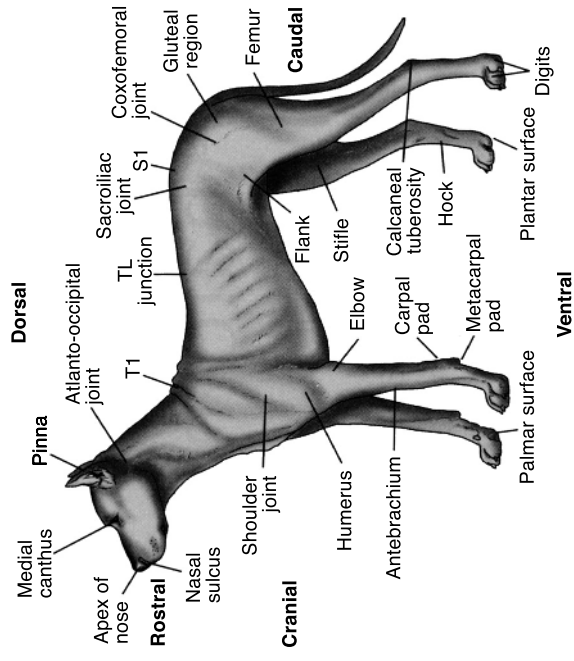 Dorsal
Pinna
Medial
canthus
Apex of
nose
Rostral
Nasal
sulcus
Cranial
Atlanto-occipital
joint
T1
TL
junction
Sacroiliac
joint
S1
Coxofemoral
joint
Gluteal
region
Femur
Caudal
Shoulder
joint
Humerus
Antebrachium
Elbow
Carpal
pad
Metacarpal
pad
Palmar surface
Flank
Stifle
Calcaneal
tuberosity
Hock
Plantar surface
Digits
Ventral